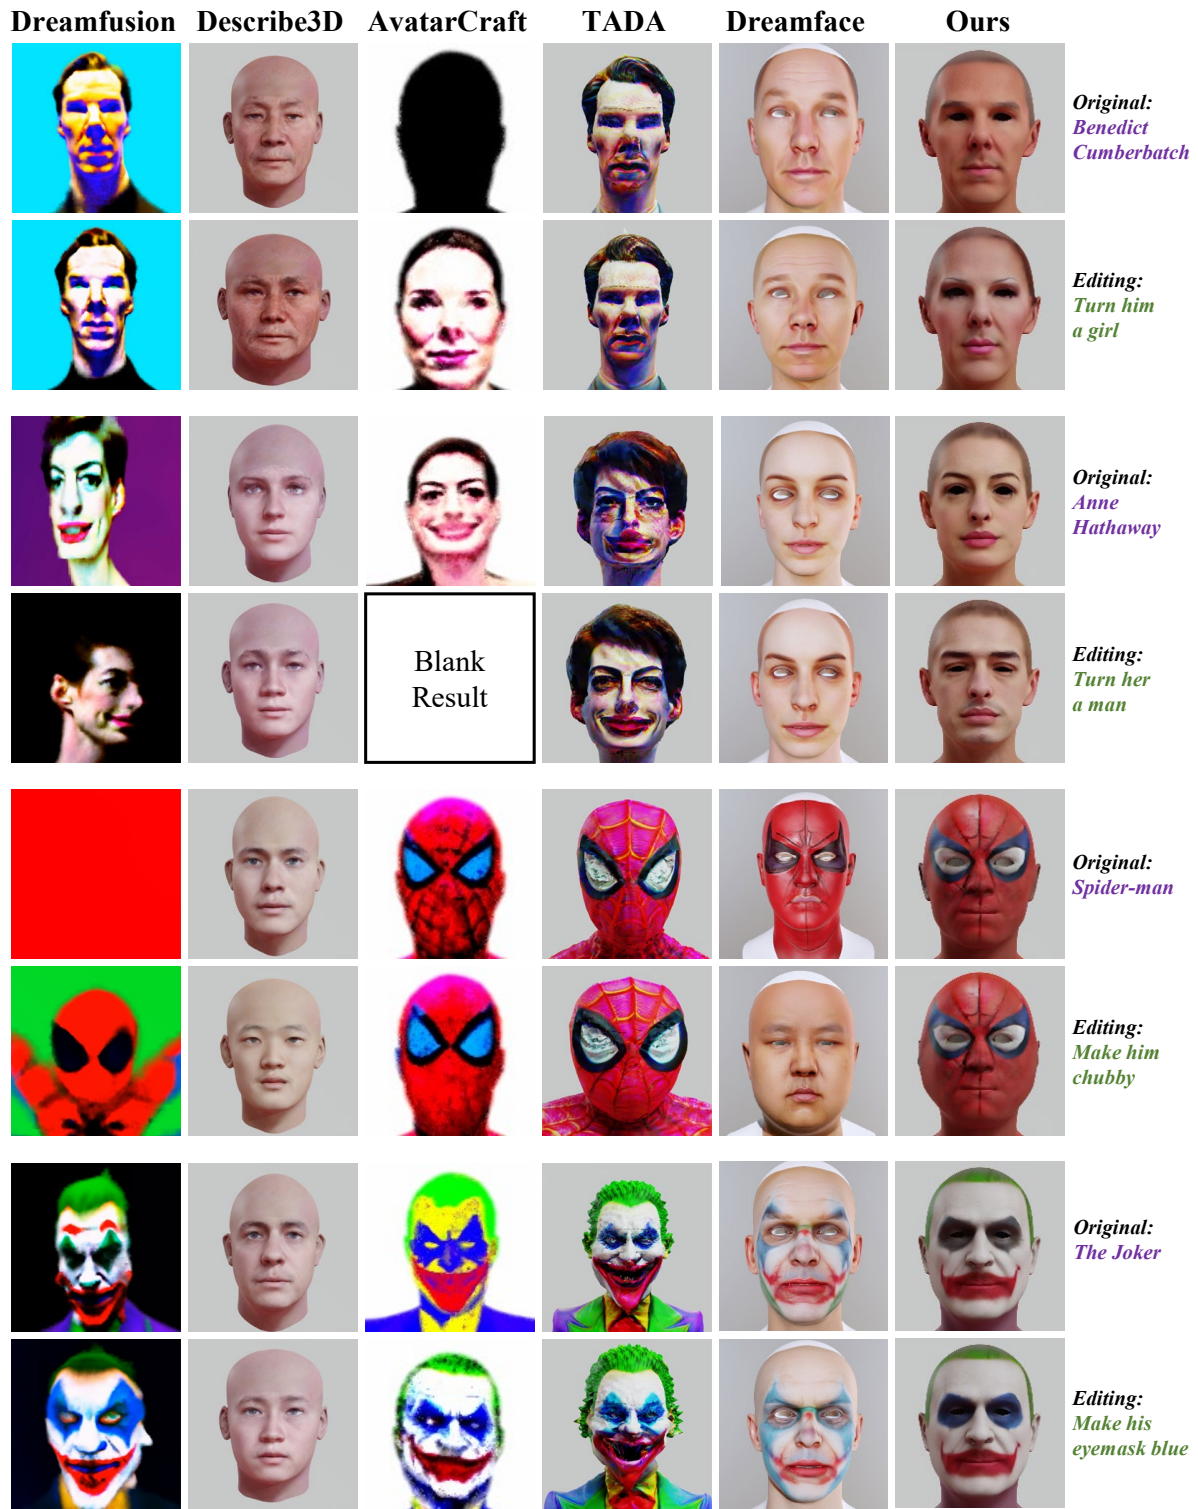 Dreamfusion Describe3D AvatarCraft TADA Dreamface Ours
Original:
Benedict
Cumberbatch
Editing:
Turn him
a girl
Original:
Anne
Hathaway
Blank
Result
Editing:
Turn her
a man
Original:
Spider-man
Editing:
Make him
chubby
Original:
The Joker
Editing:
Make his
eyemask blue